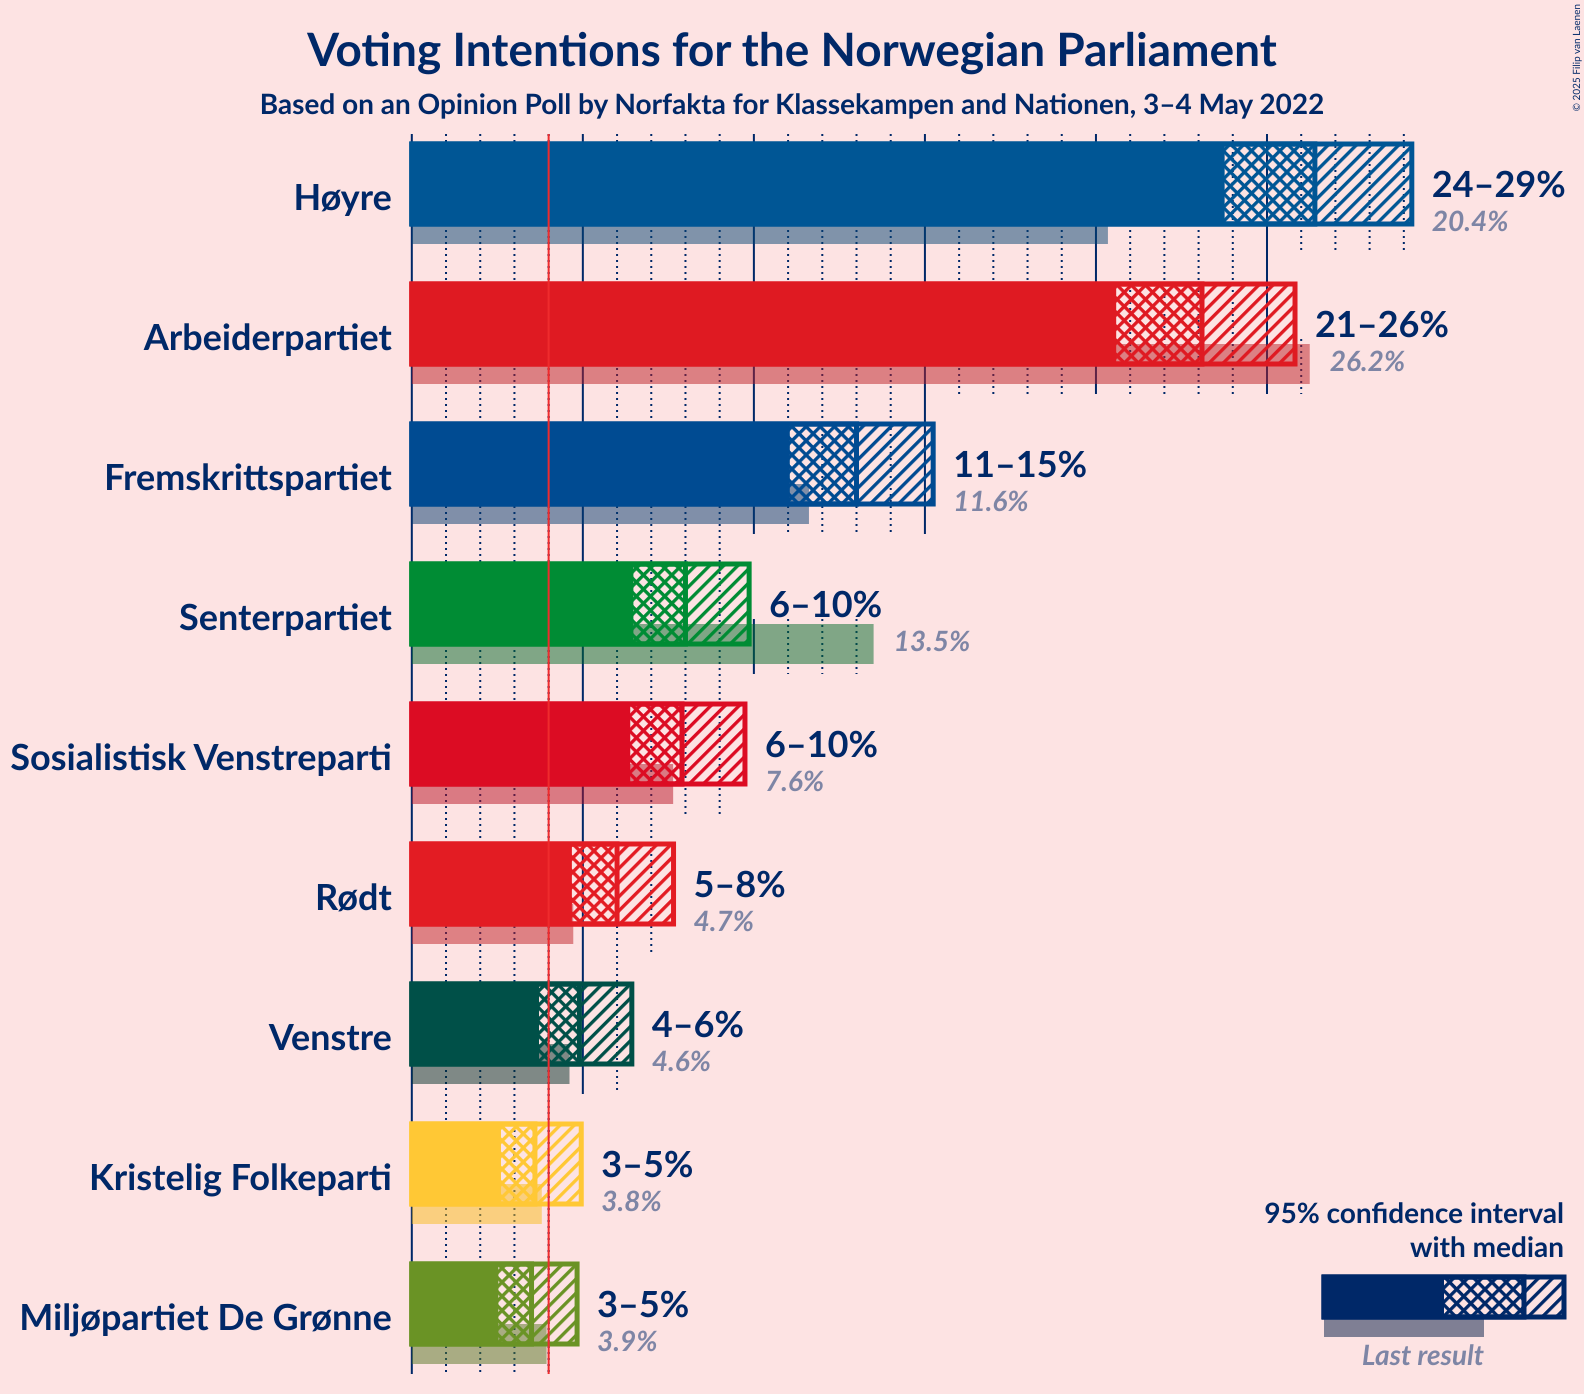 Voting Intentions for the Norwegian Parliament
Based on an Opinion Poll by Norfakta for Klassekampen and Nationen, 3–4 May 2022
© 2025 Filip van Laenen
Høyre
24–29%
20.4%
Arbeiderpartiet
21–26%
26.2%
Fremskrittspartiet
11–15%
11.6%
Senterpartiet
6–10%
13.5%
Sosialistisk Venstreparti
6–10%
7.6%
Rødt
5–8%
4.7%
Venstre
4–6%
4.6%
Kristelig Folkeparti
3–5%
3.8%
Miljøpartiet De Grønne
3–5%
3.9%
95% confidence interval
with median
Last result